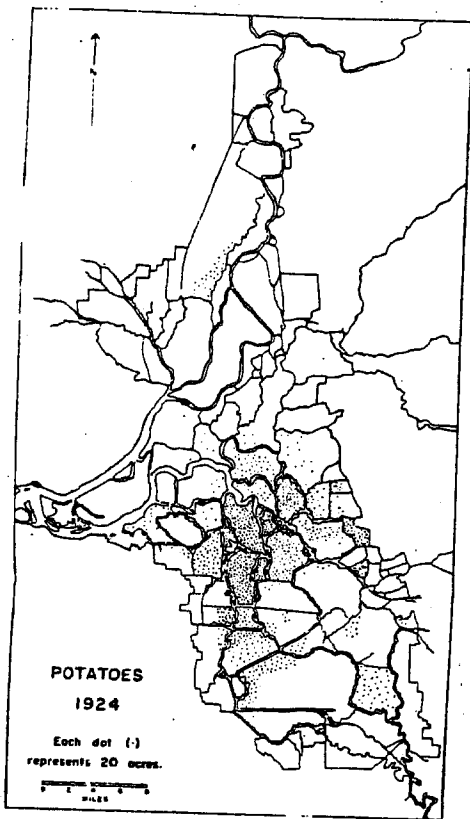 POTATOES
1924
Each dot (·)
represents 20 acres.
MILES